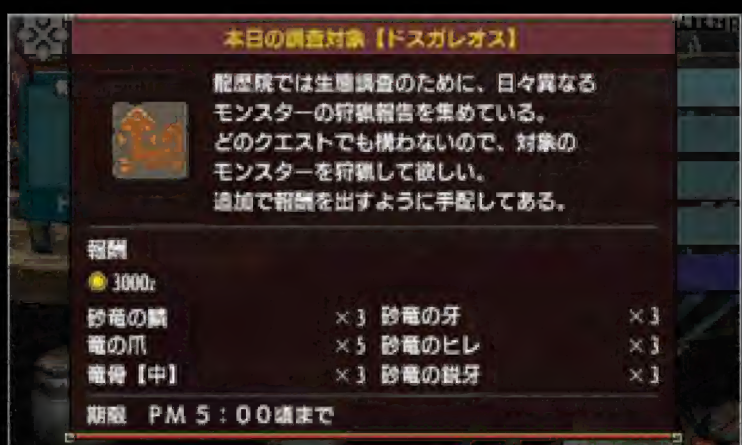 本日の調査対象【ドスガレオス】
龍歴院では生態調査のために、日々異なる
モンスターの狩猟報告を集めている。
どのクエストでも構わないので、対象の
モンスターを狩猟して欲しい。
追加で報酬を出すように手配してある。
報酬
3000z
砂竜の鱗 ×3 砂竜の牙 ×3
竜の爪 ×5 砂竜のヒレ ×3
竜骨【中】 ×3 砂竜の鋭牙 ×3
期限 PM 5:00頃まで